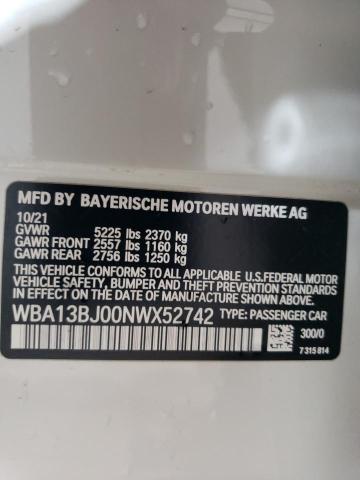 MFD BY BAYERISCHE MOTOREN WERKE AG
10/21
GVWR 5225 lbs 2370 kg
GAWR FRONT 2557 lbs 1160 kg
GAWR REAR 2756 lbs 1250 kg
THIS VEHICLE CONFORMS TO ALL APPLICABLE U.S.FEDERAL MOTOR
VEHICLE SAFETY, BUMPER, AND THEFT PREVENTION STANDARDS
IN EFFECT ON THE DATE OF MANUFACTURE SHOWN ABOVE.
WBA13BJ00NWX52742 TYPE: PASSENGER CAR
300/0
7 315 814